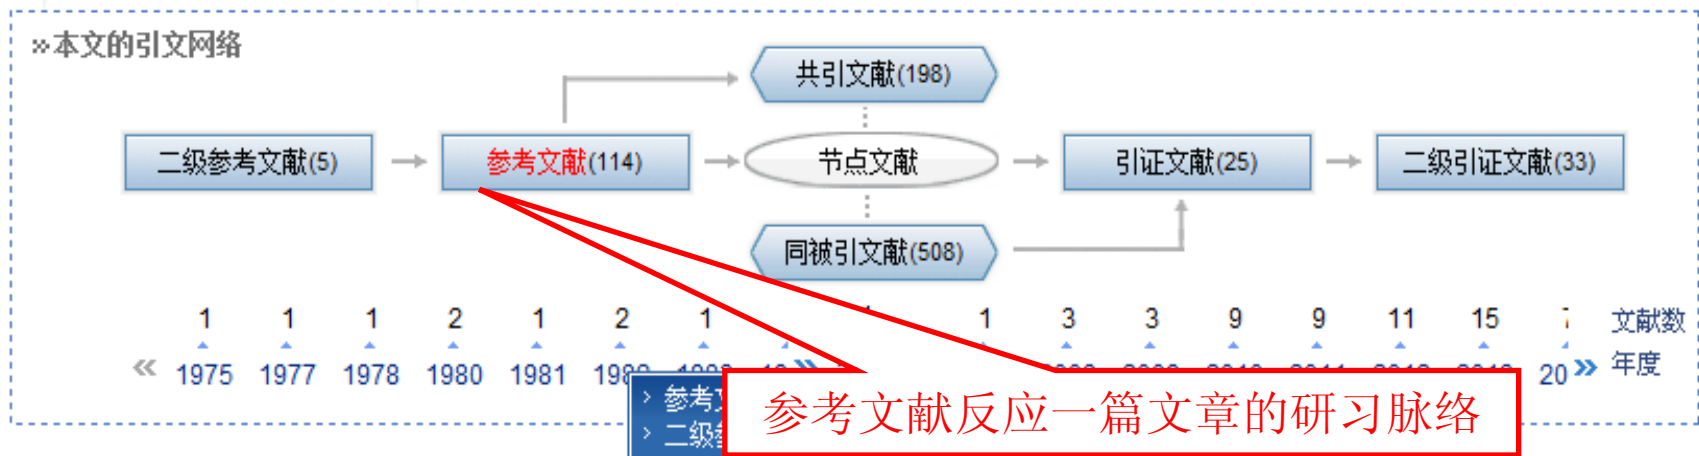 »本文的引文网络
共引文献(198)
二级参考文献(5)
参考文献(114)
节点文献
引证文献(25)
二级引证文献(33)
同被引文献(508)
1 1 1 2 1 2 1 1 3 3 9 9 11 15 文献数
« 1975 1977 1978 1980 1981 » 20 » 年度
参考文献反应一篇文章的研习脉络
> 参考
> 二级